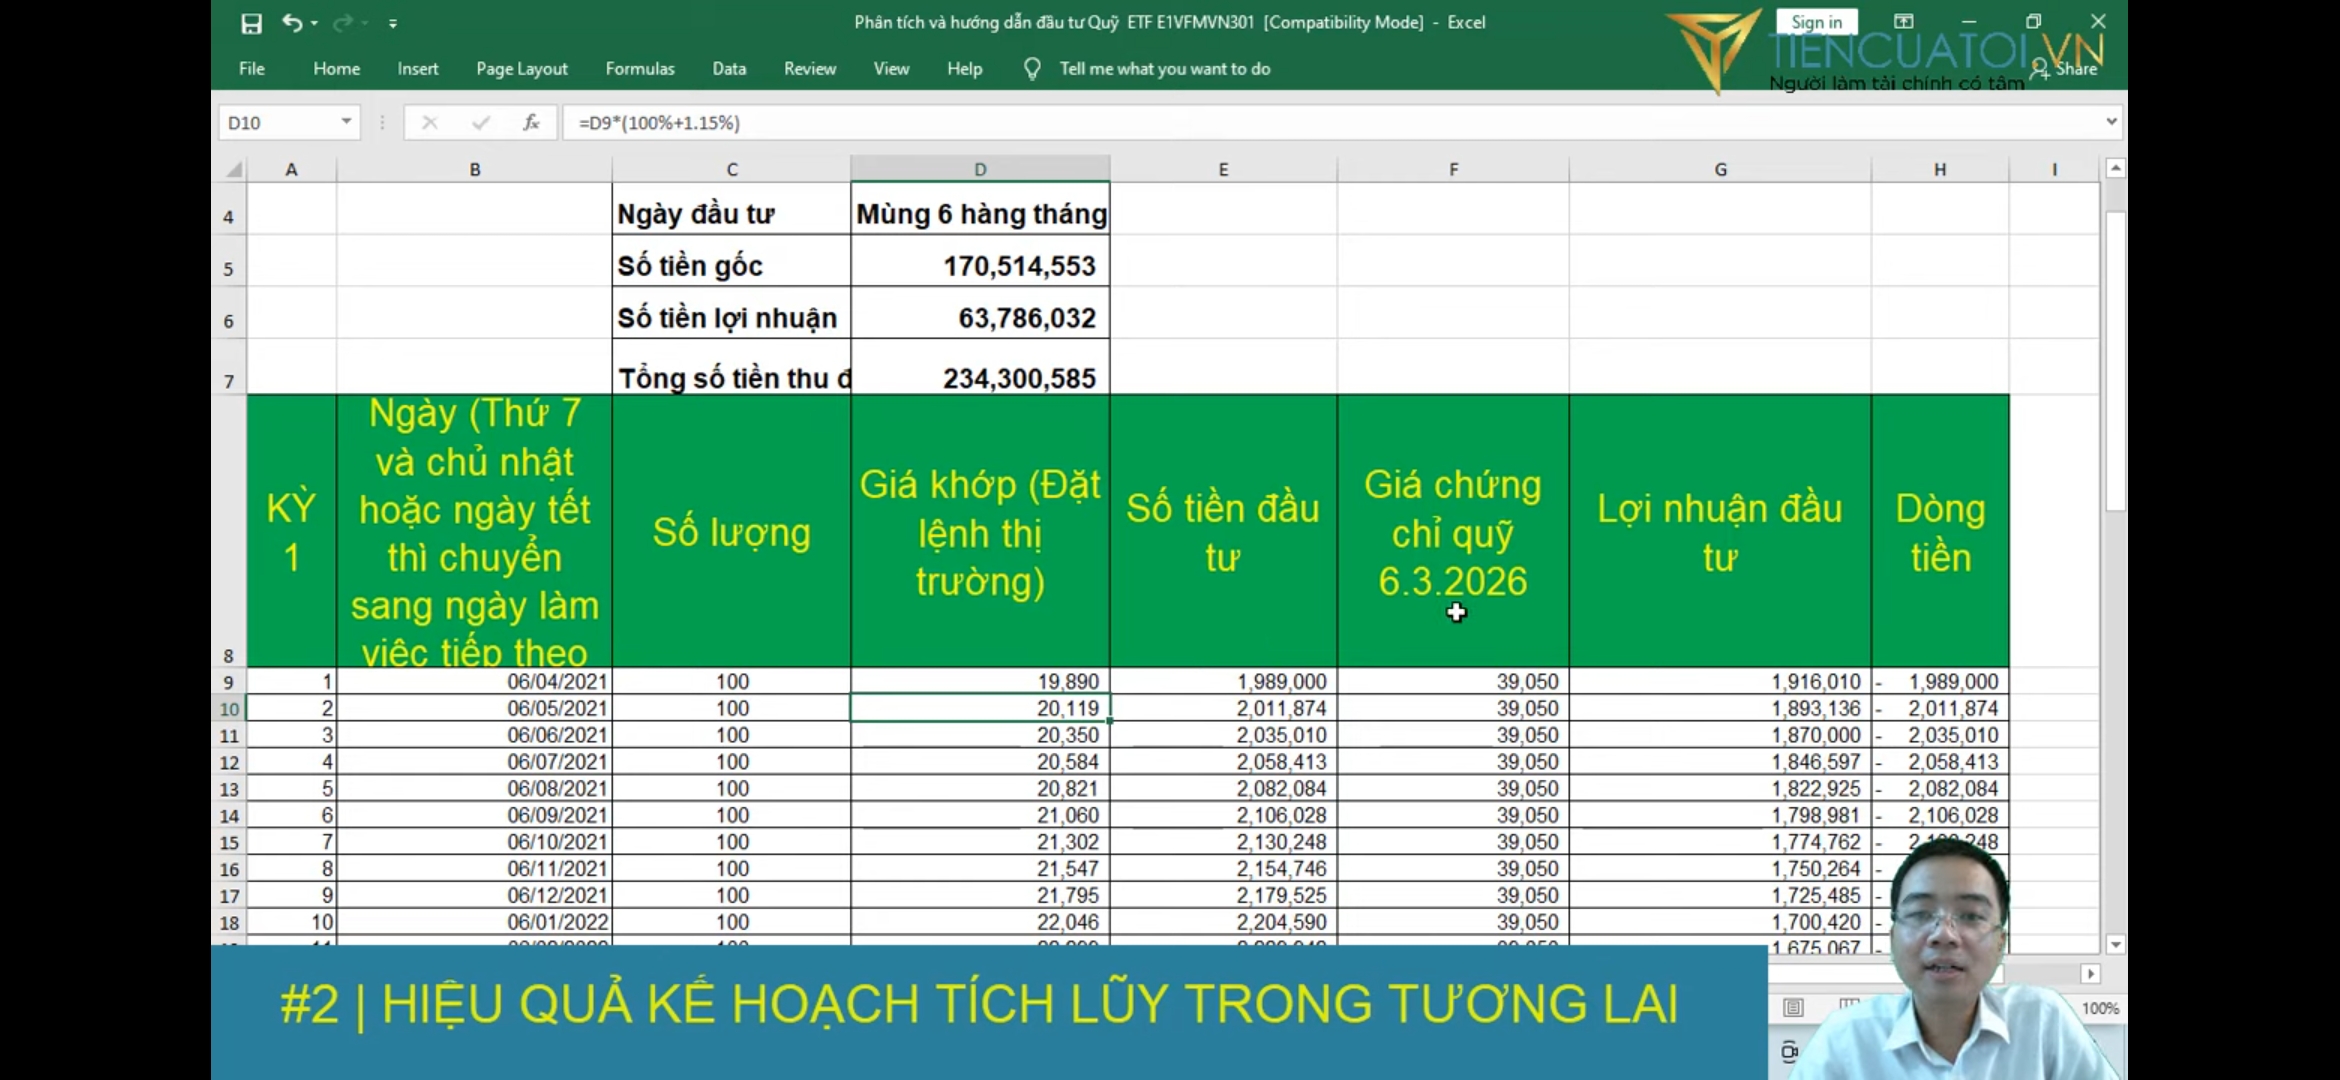 Phân tích và hướng dẫn đầu tư Quỹ ETF E1VFMVN301 [Compatibility Mode] - Excel
Sign in
TIENCUATOI.VN
Người làm tài chính có tâm
File Home Insert Page Layout Formulas Data Review View Help Tell me what you want to do Share
D10 fx =D9*(100%+1.15%)
A B C D E F G H I
4 Ngày đầu tư Mùng 6 hàng tháng
5 Số tiền gốc 170,514,553
6 Số tiền lợi nhuận 63,786,032
7 Tổng số tiền thu đ 234,300,585
8
KỲ
1
Ngày (Thứ 7
và chủ nhật
hoặc ngày tết
thì chuyển
sang ngày làm
việc tiếp theo
Số lượng
Giá khớp (Đặt
lệnh thị
trường)
Số tiền đầu
tư
Giá chứng
chỉ quỹ
6.3.2026
Lợi nhuận đầu
tư
Dòng
tiền
9 1 06/04/2021 100 19,890 1,989,000 39,050 1,916,010 - 1,989,000
10 2 06/05/2021 100 20,119 2,011,874 39,050 1,893,136 - 2,011,874
11 3 06/06/2021 100 20,350 2,035,010 39,050 1,870,000 - 2,035,010
12 4 06/07/2021 100 20,584 2,058,413 39,050 1,846,597 - 2,058,413
13 5 06/08/2021 100 20,821 2,082,084 39,050 1,822,925 - 2,082,084
14 6 06/09/2021 100 21,060 2,106,028 39,050 1,798,981 - 2,106,028
15 7 06/10/2021 100 21,302 2,130,248 39,050 1,774,762 -
16 8 06/11/2021 100 21,547 2,154,746 39,050 1,750,264 -
17 9 06/12/2021 100 21,795 2,179,525 39,050 1,725,485 -
18 10 06/01/2022 100 22,046 2,204,590 39,050 1,700,420 -
1,675,067 -
#2 | HIỆU QUẢ KẾ HOẠCH TÍCH LŨY TRONG TƯƠNG LAI
100%